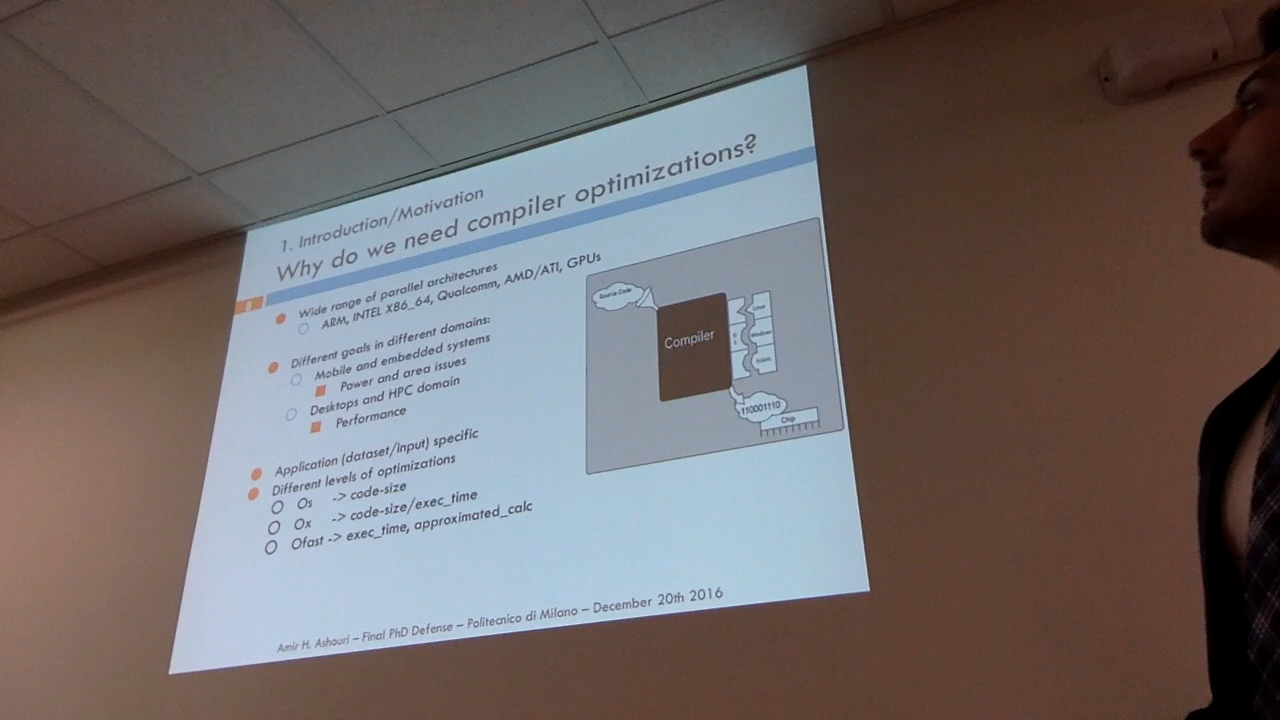 1. Introduction/Motivation
Why do we need compiler optimizations?
8
Wide range of parallel architectures
ARM, INTEL X86_64, Qualcomm, AMD/ATI, GPUs
Different goals in different domains:
Mobile and embedded systems
Power and area issues
Desktops and HPC domain
Performance
Application (dataset/input) specific
Different levels of optimizations
Os -> code-size
Ox -> code-size/exec_time
Ofast -> exec_time, approximated_calc
Source Code
Compiler
Linux
Windows
110001110
Chip
Amir H. Ashouri – Final PhD Defense – Politecnico di Milano – December 20th 2016